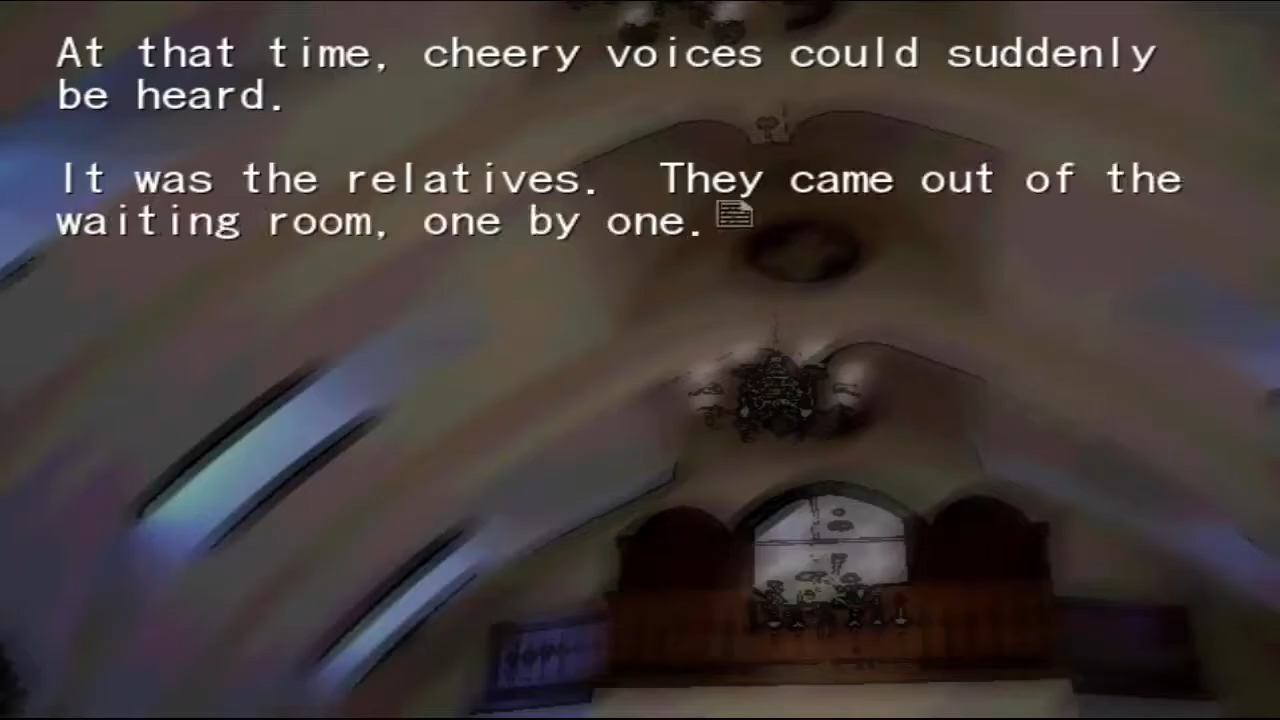 At that time, cheery voices could suddenly
be heard.
It was the relatives.  They came out of the
waiting room, one by one.